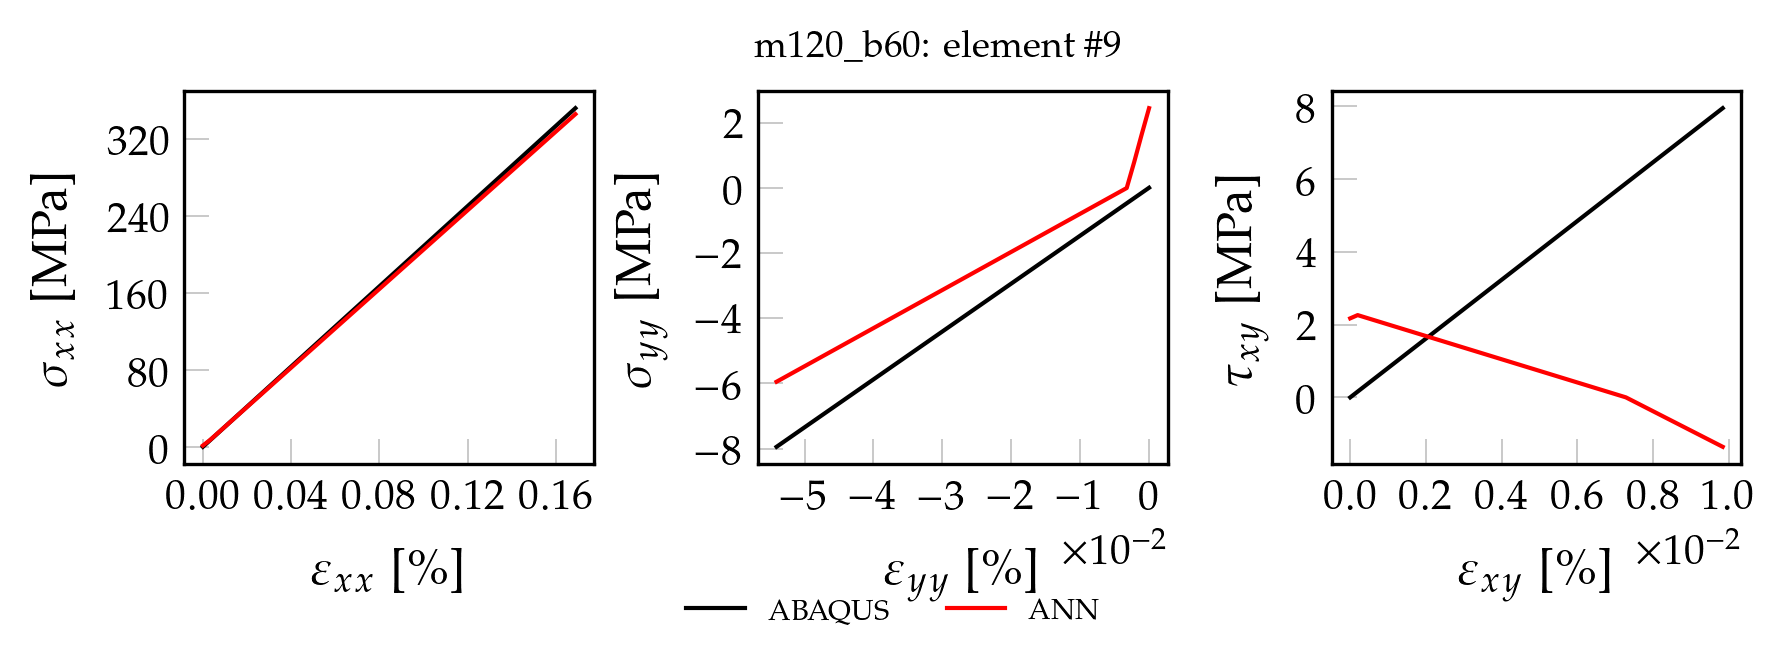 m120_b60: element #9
σxx [MPa]
320
240
160
80
0
0.00 0.04 0.08 0.12 0.16
εxx [%]
σyy [MPa]
2
0
−2
−4
−6
−8
−5 −4 −3 −2 −1 0
×10−2
εyy [%]
τxy [MPa]
8
6
4
2
0
0.0 0.2 0.4 0.6 0.8 1.0
×10−2
εxy [%]
ABAQUS ANN